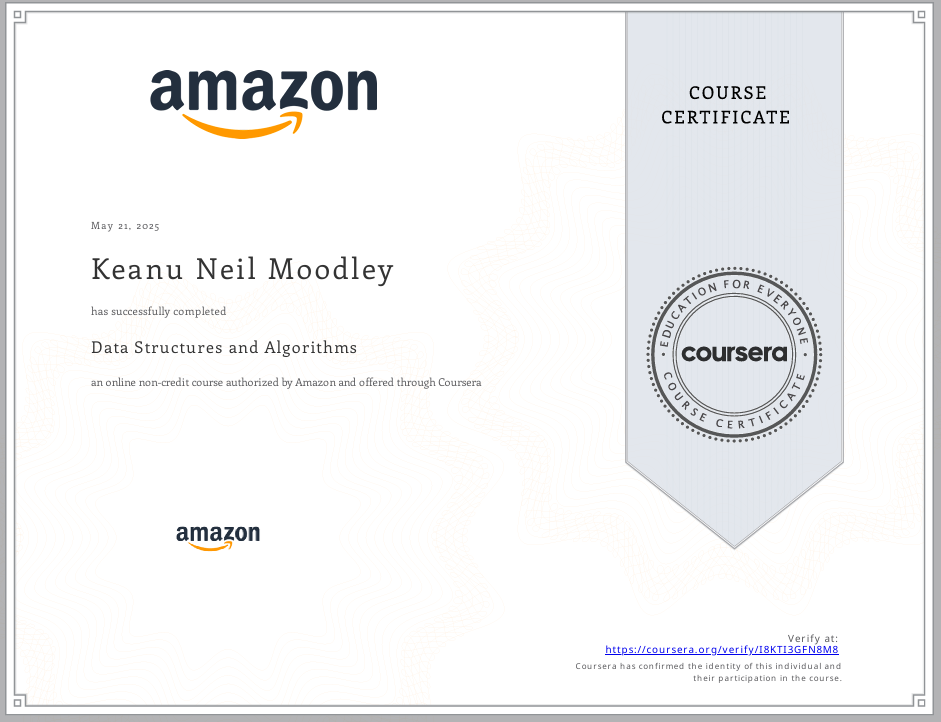 amazon
COURSE
CERTIFICATE
May 21, 2025
Keanu Neil Moodley
has successfully completed
Data Structures and Algorithms
an online non-credit course authorized by Amazon and offered through Coursera
EDUCATION FOR EVERYONE
coursera
COURSE CERTIFICATE
amazon
Verify at:
https://coursera.org/verify/I8KTI3GFN8M8
Coursera has confirmed the identity of this individual and
their participation in the course.